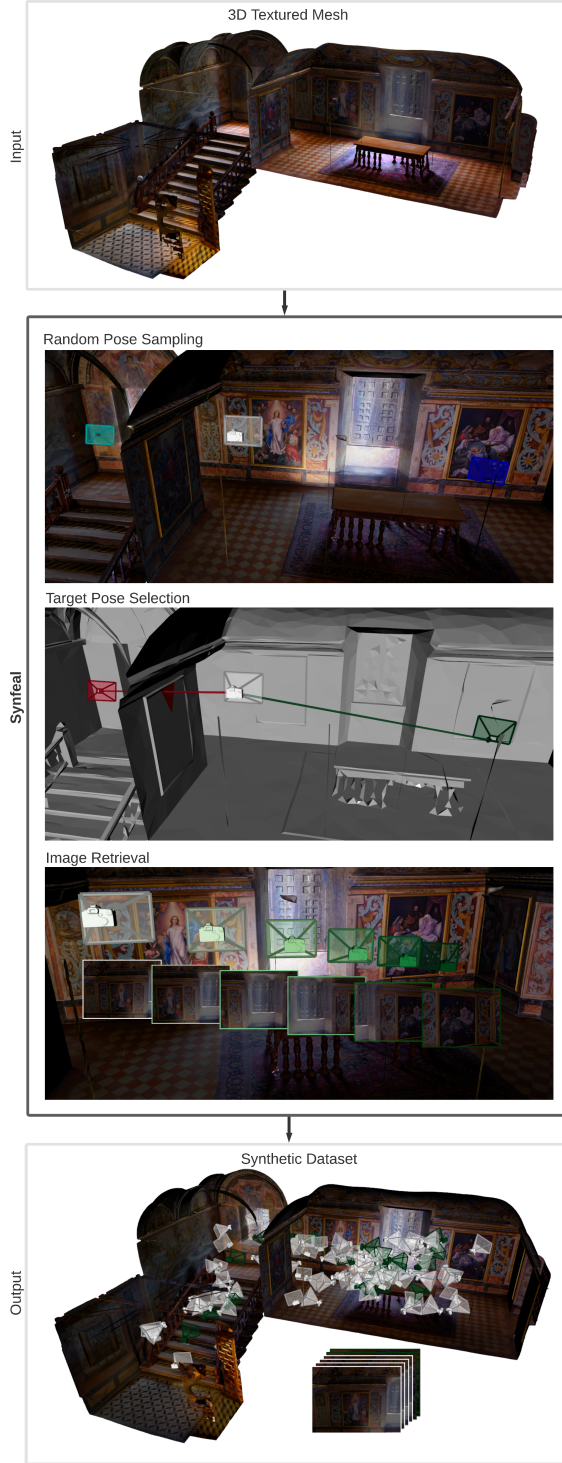 3D Textured Mesh
Input
Random Pose Sampling
Target Pose Selection
Synfeal
Image Retrieval
Synthetic Dataset
Output